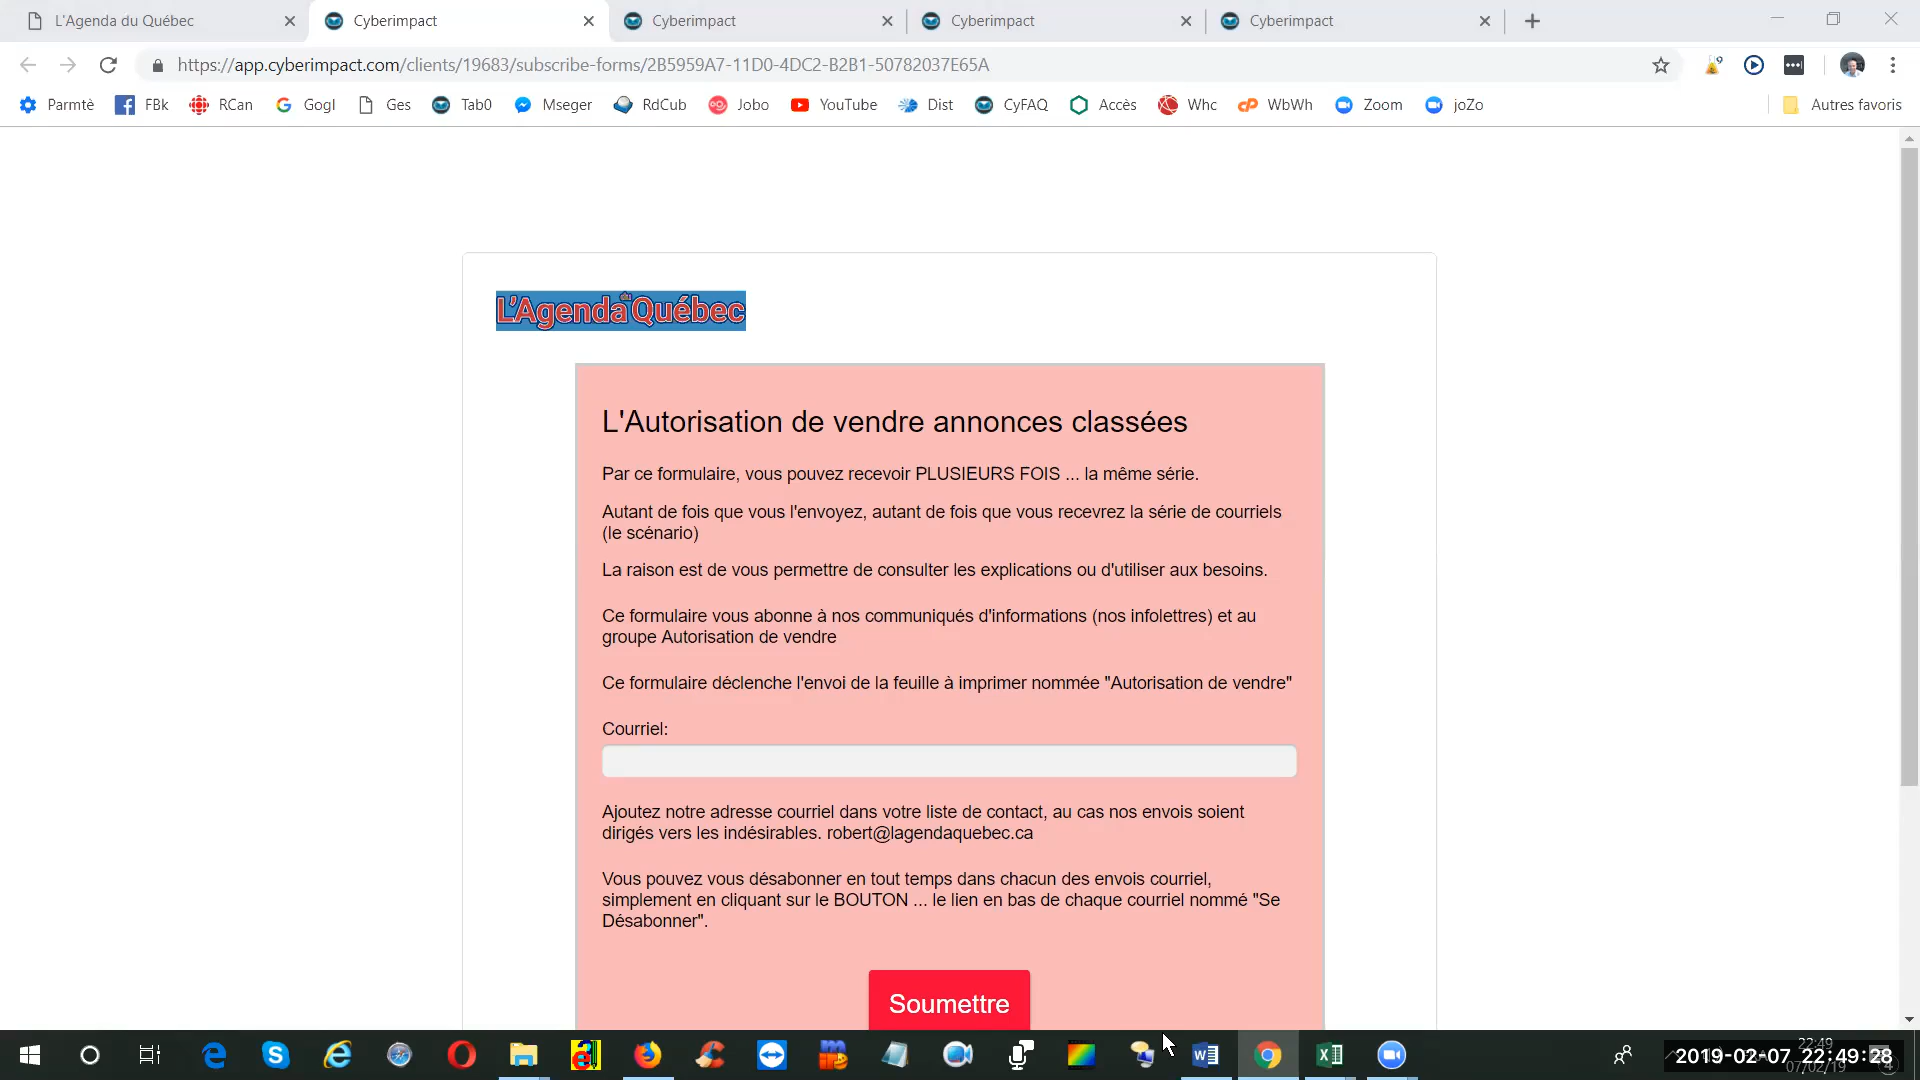 L'Agenda du Québec
Cyberimpact
Cyberimpact
Cyberimpact
Cyberimpact
https://app.cyberimpact.com/clients/19683/subscribe-forms/2B5959A7-11D0-4DC2-B2B1-50782037E65A
Parmtè FBk RCan Gogl Ges Tab0 Mseger RdCub Jobo YouTube Dist CyFAQ Accès Whc WbWh Zoom joZo Autres favoris
L'Agenda du Québec
L'Autorisation de vendre annonces classées
Par ce formulaire, vous pouvez recevoir PLUSIEURS FOIS ... la même série.
Autant de fois que vous l'envoyez, autant de fois que vous recevrez la série de courriels
(le scénario)
La raison est de vous permettre de consulter les explications ou d'utiliser aux besoins.
Ce formulaire vous abonne à nos communiqués d'informations (nos infolettres) et au
groupe Autorisation de vendre
Ce formulaire déclenche l'envoi de la feuille à imprimer nommée "Autorisation de vendre"
Courriel:
Ajoutez notre adresse courriel dans votre liste de contact, au cas nos envois soient
dirigés vers les indésirables. robert@lagendaquebec.ca
Vous pouvez vous désabonner en tout temps dans chacun des envois courriel,
simplement en cliquant sur le BOUTON ... le lien en bas de chaque courriel nommé "Se
Désabonner".
Soumettre
22:49
2019-02-07 22:49:28
07/02/19
4